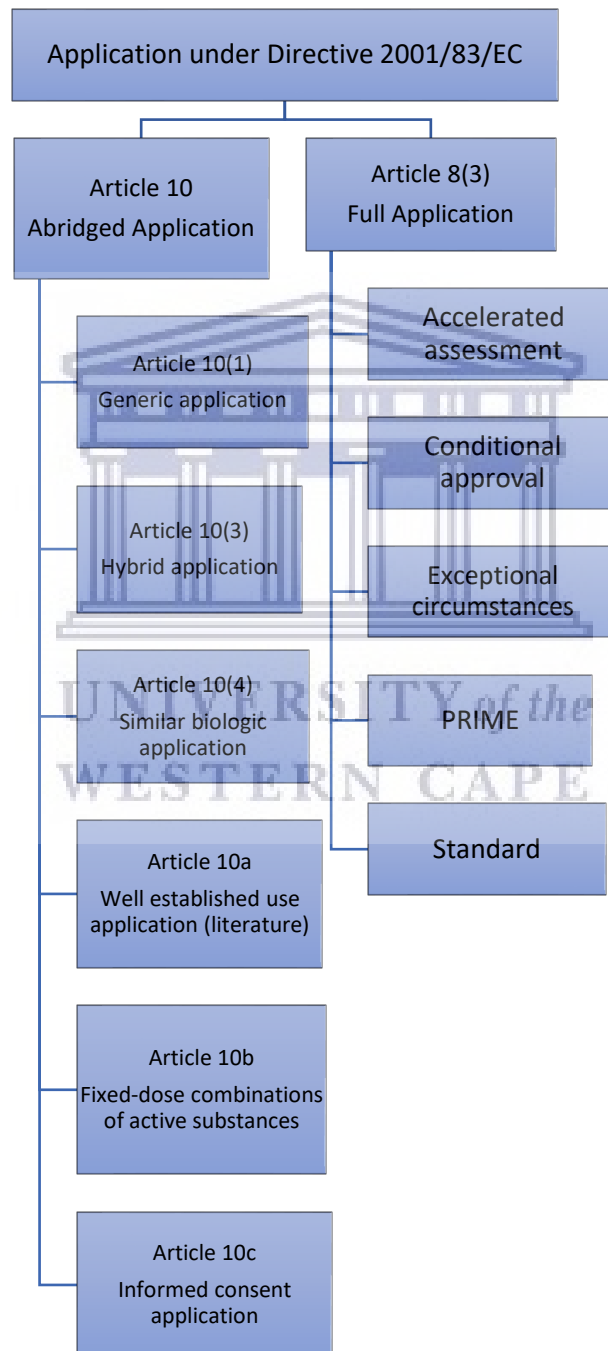 Application under Directive 2001/83/EC
Article 10
Abridged Application
Article 8(3)
Full Application
Article 10(1)
Generic application
Article 10(3)
Hybrid application
Article 10(4)
Similar biologic
application
Article 10a
Well established use
application (literature)
Article 10b
Fixed-dose combinations
of active substances
Article 10c
Informed consent
application
Accelerated
assessment
Conditional
approval
Exceptional
circumstances
PRIME
Standard
UNIVERSITY of the
WESTERN CAPE